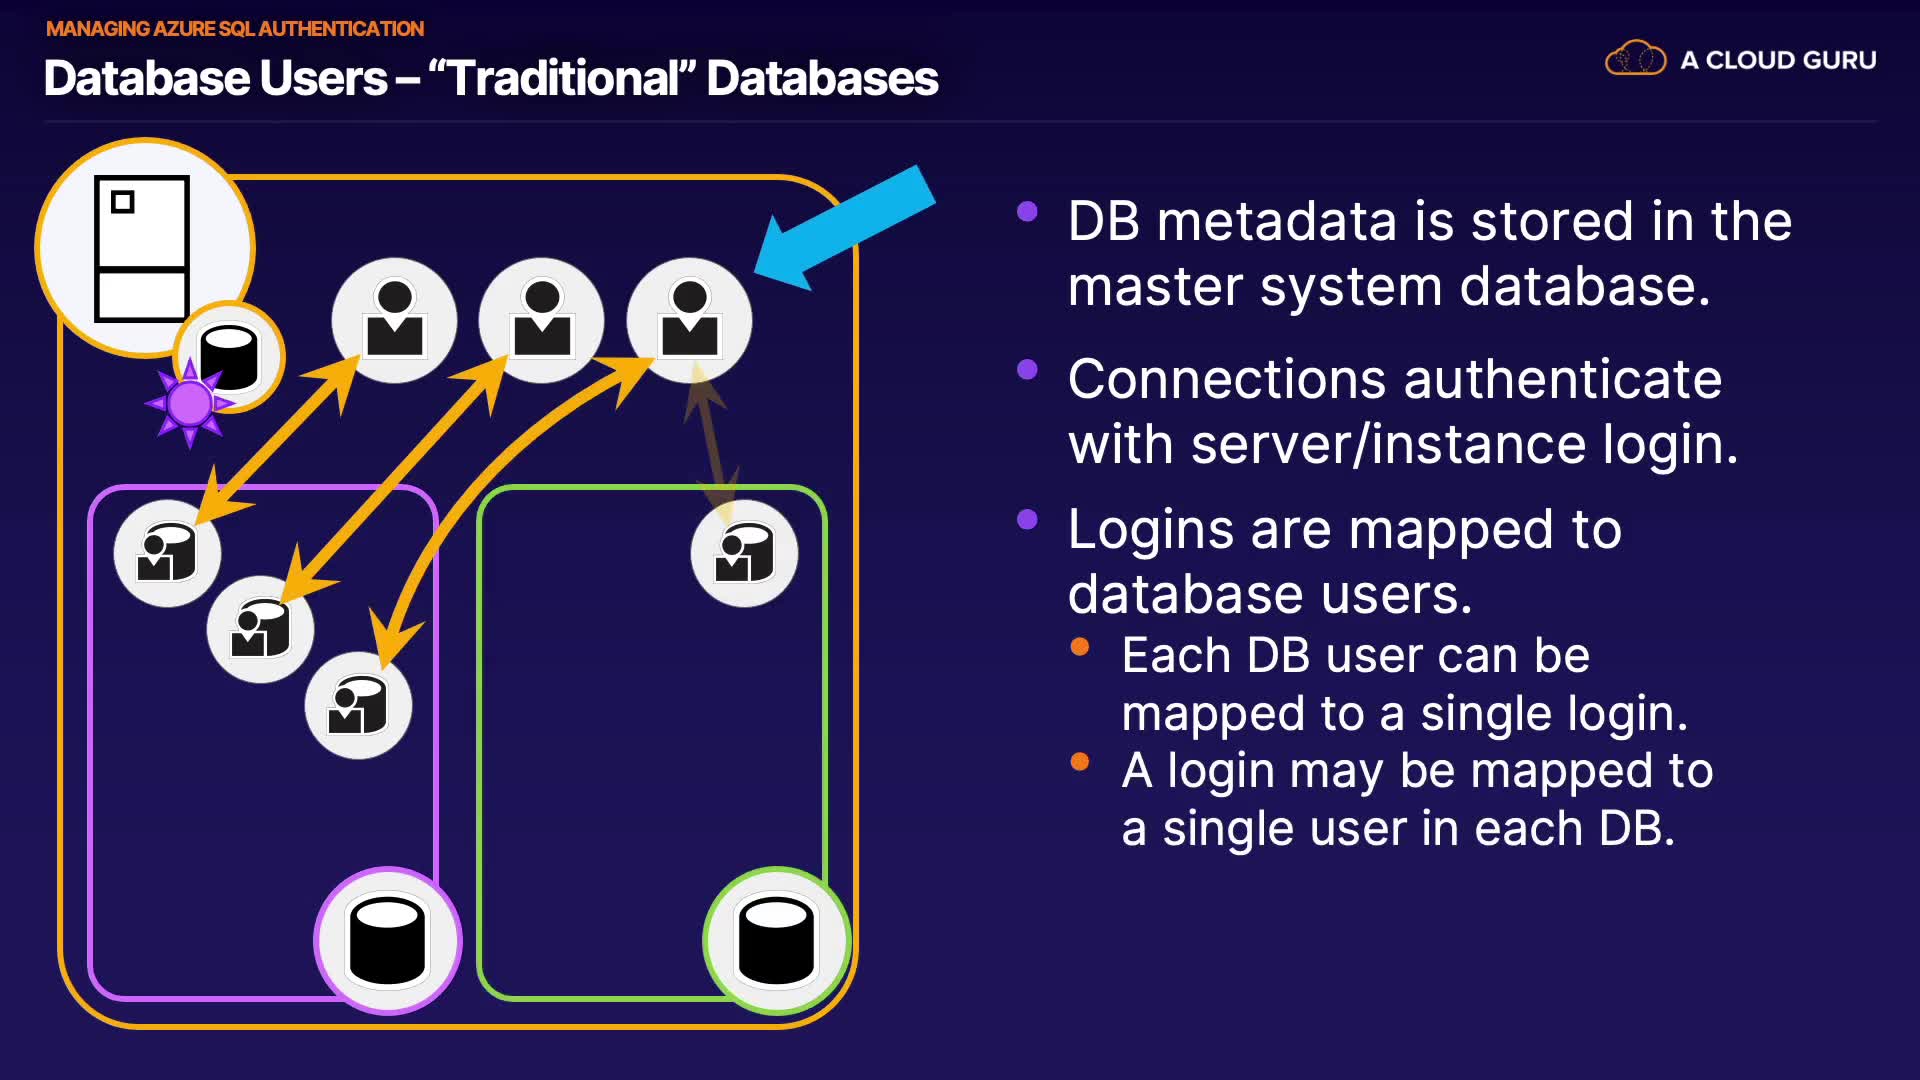 MANAGING AZURE SQL AUTHENTICATION
Database Users – “Traditional” Databases
A CLOUD GURU
DB metadata is stored in the
master system database.
Connections authenticate
with server/instance login.
Logins are mapped to
database users.
Each DB user can be
mapped to a single login.
A login may be mapped to
a single user in each DB.